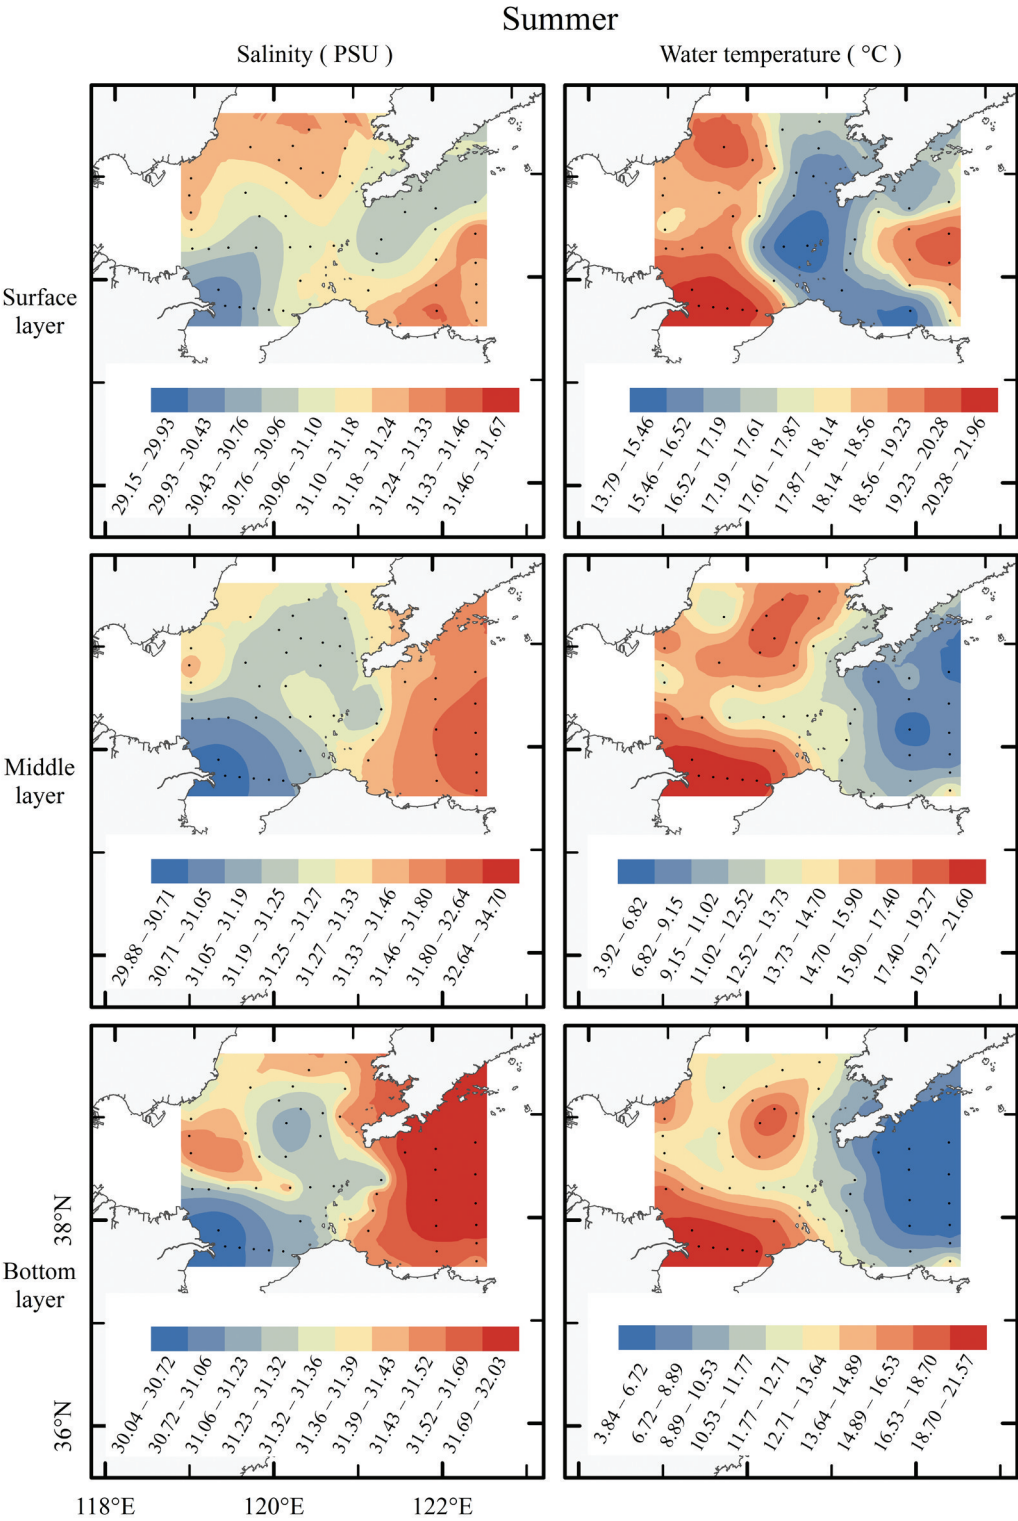 Summer
Salinity ( PSU )
Water temperature ( °C )
Surface
layer
29.15 – 29.93
29.93 – 30.43
30.43 – 30.76
30.76 – 30.96
30.96 – 31.10
31.10 – 31.18
31.18 – 31.24
31.24 – 31.33
31.33 – 31.46
31.46 – 31.67
13.79 – 15.46
15.46 – 16.52
16.52 – 17.19
17.19 – 17.61
17.61 – 17.87
17.87 – 18.14
18.14 – 18.56
18.56 – 19.23
19.23 – 20.28
20.28 – 21.96
Middle
layer
29.88 – 30.71
30.71 – 31.05
31.05 – 31.19
31.19 – 31.25
31.25 – 31.27
31.27 – 31.33
31.33 – 31.46
31.46 – 31.80
31.80 – 32.64
32.64 – 34.70
3.92 – 6.82
6.82 – 9.15
9.15 – 11.02
11.02 – 12.52
12.52 – 13.73
13.73 – 14.70
14.70 – 15.90
15.90 – 17.40
17.40 – 19.27
19.27 – 21.60
Bottom
layer
38°N
36°N
30.04 – 30.72
30.72 – 31.06
31.06 – 31.23
31.23 – 31.32
31.32 – 31.36
31.36 – 31.39
31.39 – 31.43
31.43 – 31.52
31.52 – 31.69
31.69 – 32.03
3.84 – 6.72
6.72 – 8.89
8.89 – 10.53
10.53 – 11.77
11.77 – 12.71
12.71 – 13.64
13.64 – 14.89
14.89 – 16.53
16.53 – 18.70
18.70 – 21.57
118°E
120°E
122°E